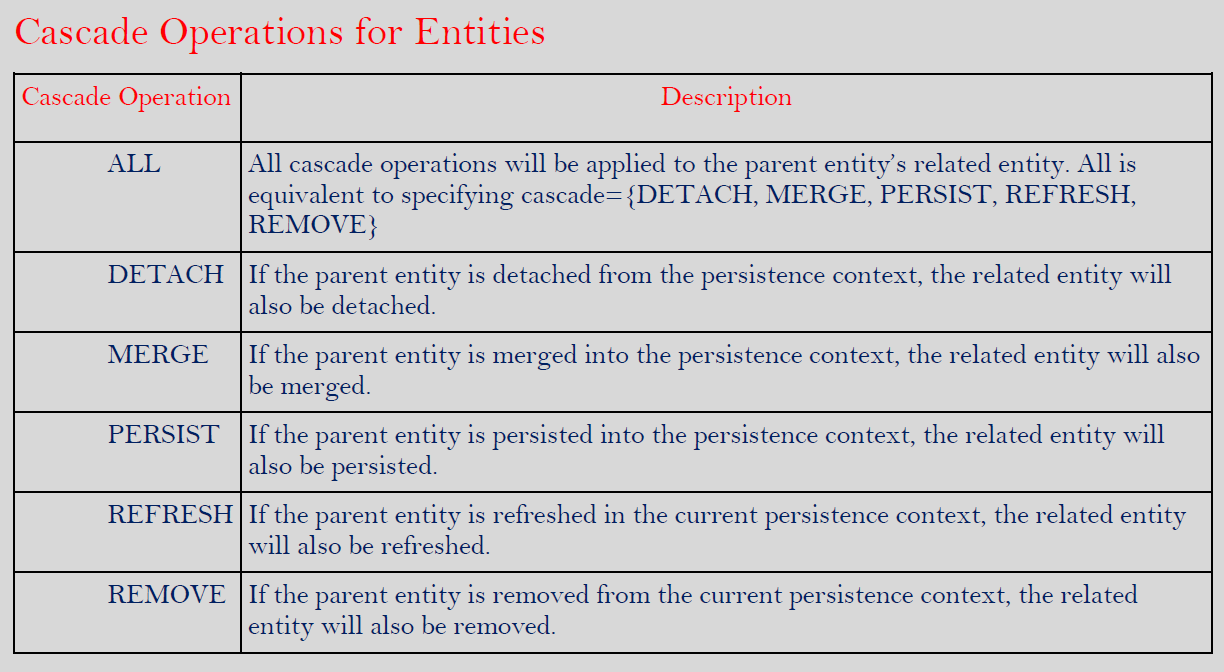 Cascade Operations for Entities
Cascade Operation
Description
ALL
All cascade operations will be applied to the parent entity’s related entity. All is
equivalent to specifying cascade={DETACH, MERGE, PERSIST, REFRESH,
REMOVE}
DETACH
If the parent entity is detached from the persistence context, the related entity will
also be detached.
MERGE
If the parent entity is merged into the persistence context, the related entity will also
be merged.
PERSIST
If the parent entity is persisted into the persistence context, the related entity will
also be persisted.
REFRESH
If the parent entity is refreshed in the current persistence context, the related entity
will also be refreshed.
REMOVE
If the parent entity is removed from the current persistence context, the related
entity will also be removed.